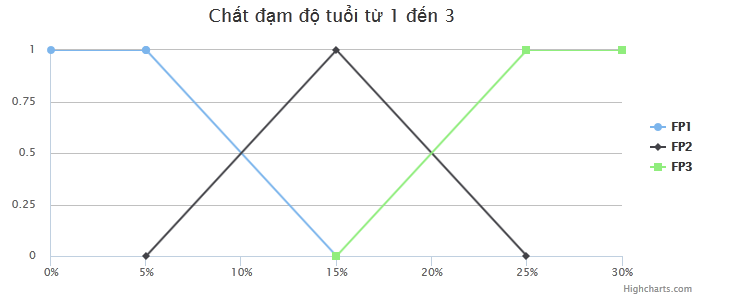 Chất đạm độ tuổi từ 1 đến 3
1
0.75
0.5
0.25
0
0% 5% 10% 15% 20% 25% 30%
FP1
FP2
FP3
Highcharts.com